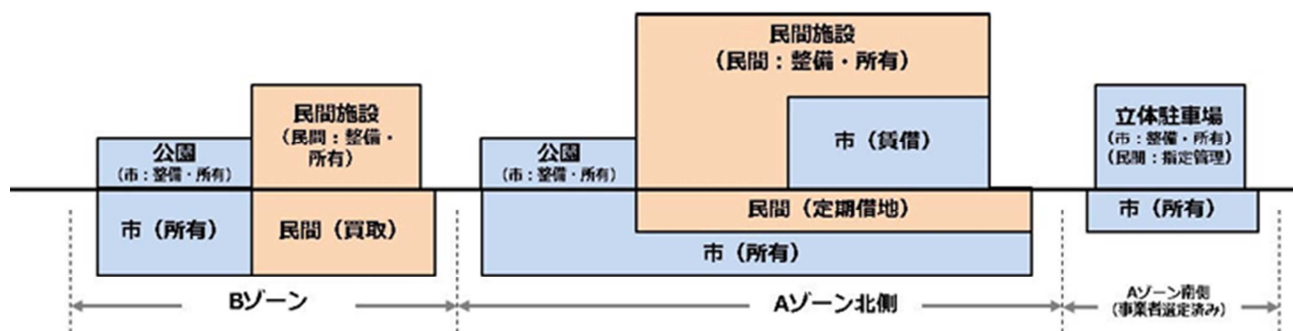 公園
(市：整備・所有)
民間施設
(民間：整備・
所有)
市（所有）
民間（買取）
Bゾーン
民間施設
(民間：整備・所有)
公園
(市：整備・所有)
市（賃借）
民間（定期借地）
市（所有）
Aゾーン北側
立体駐車場
(市：整備・所有)
(民間：指定管理)
市（所有）
Aゾーン南側
(事業者選定済み)